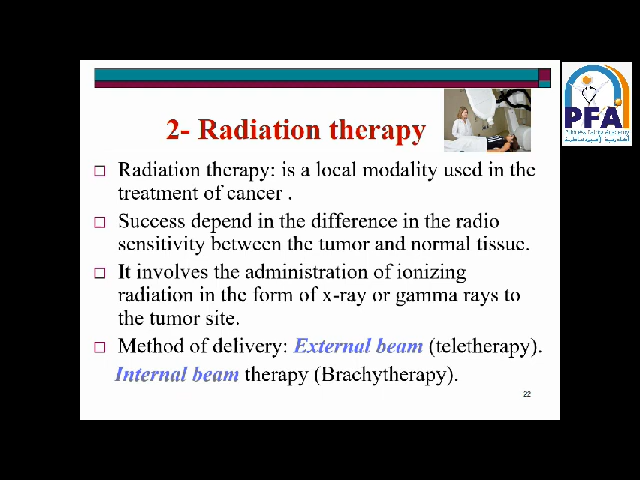 2- Radiation therapy
Radiation therapy: is a local modality used in the
treatment of cancer .
Success depend in the difference in the radio
sensitivity between the tumor and normal tissue.
It involves the administration of ionizing
radiation in the form of x-ray or gamma rays to
the tumor site.
Method of delivery: External beam (teletherapy).
Internal beam therapy (Brachytherapy).
22
PFA